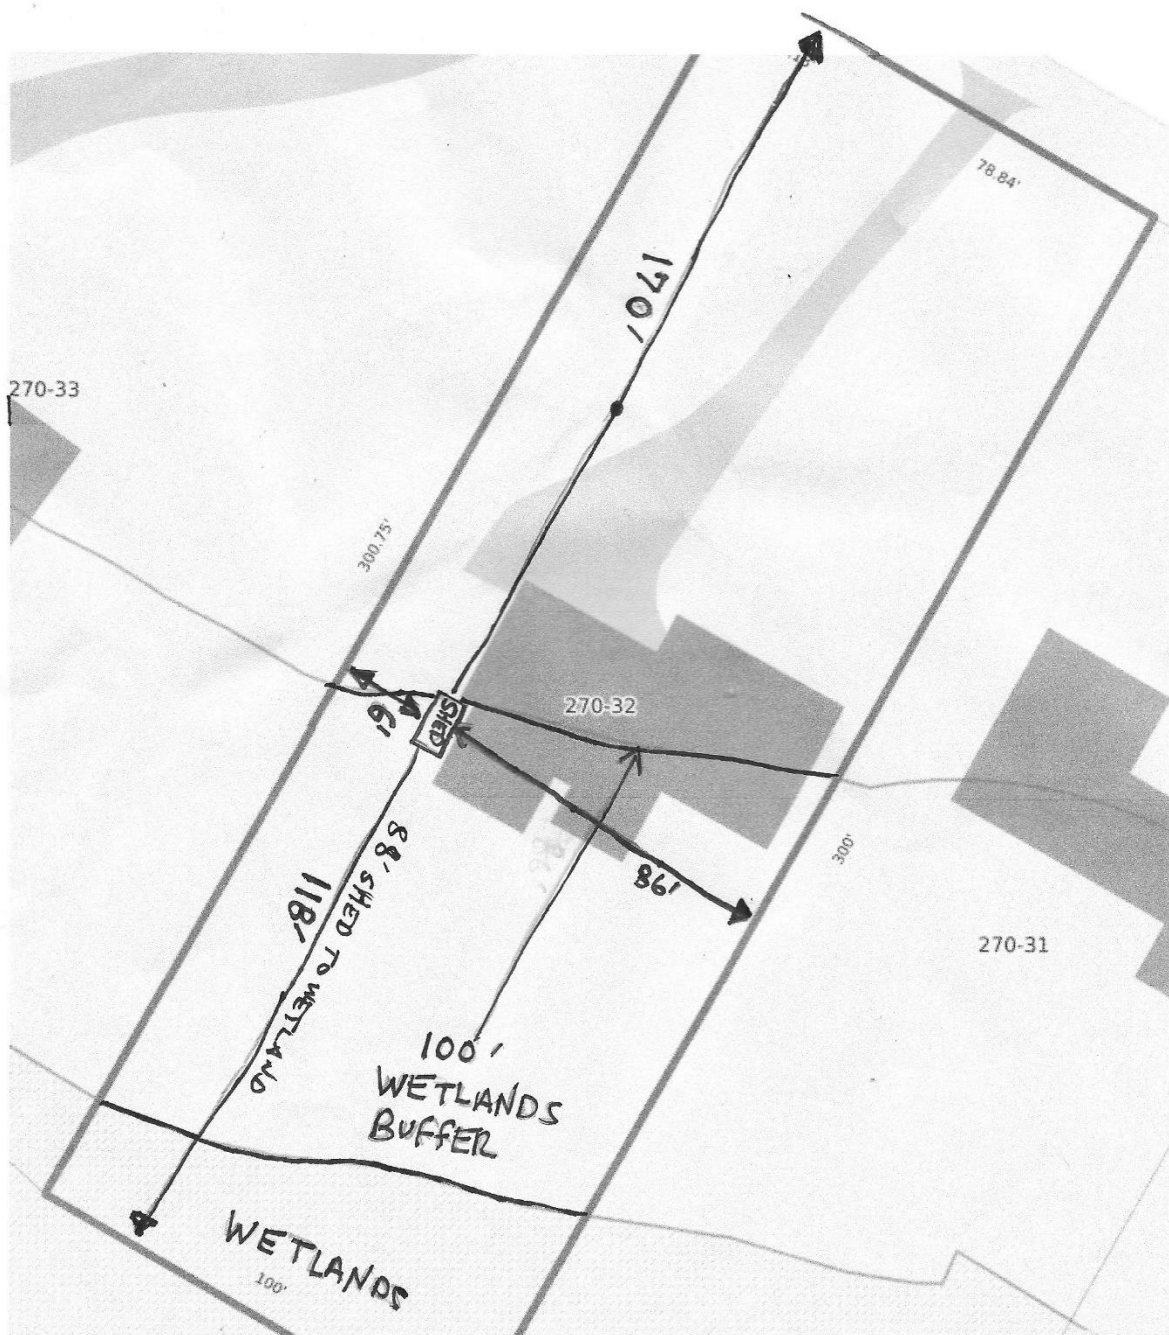 78.84'
170'
270-33
300.75'
6'
SHED
270-32
86'
300'
270-31
88' SHED TO WETLAND
118'
100'
WETLANDS
BUFFER
WETLANDS
100'